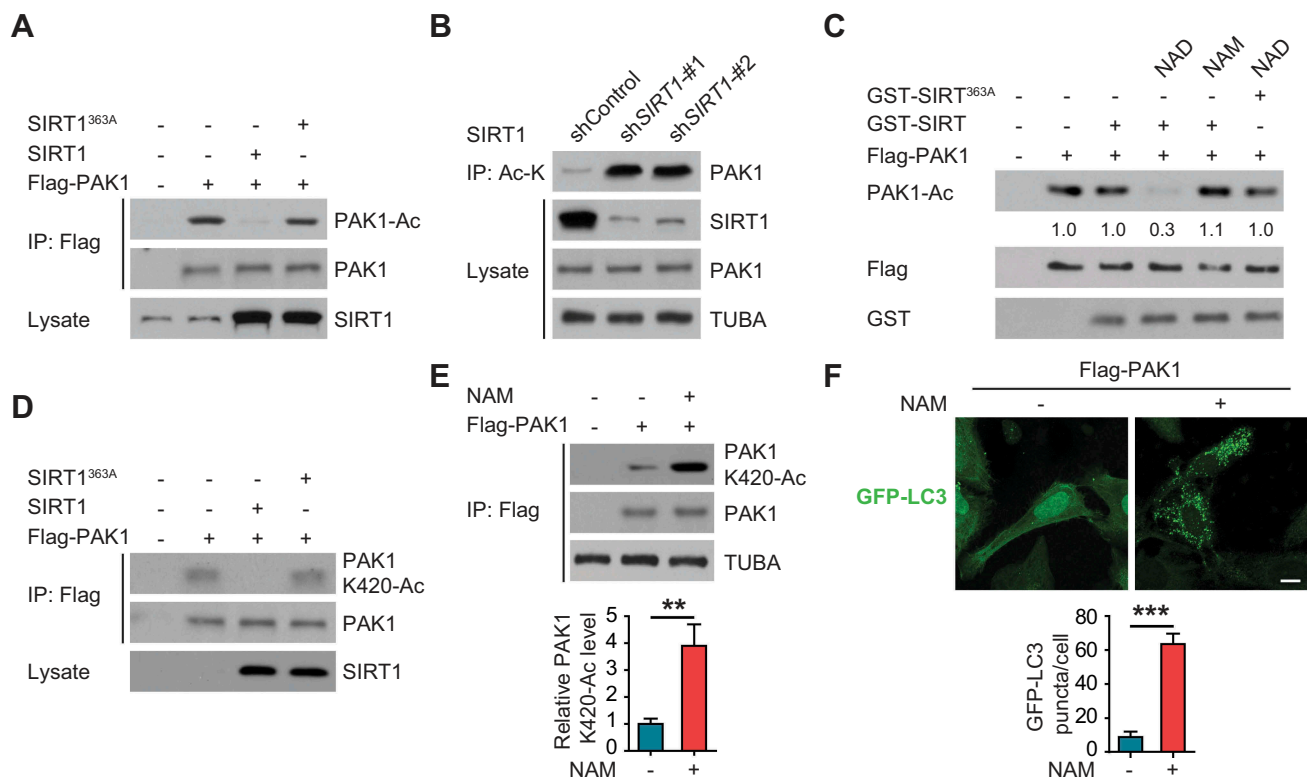 A
SIRT1363A - - - +
SIRT1 - - + -
Flag-PAK1 - + + +
IP: Flag
PAK1-Ac
PAK1
Lysate
SIRT1
B
SIRT1
shControl
shSIRT1-#1
shSIRT1-#2
IP: Ac-K
PAK1
Lysate
SIRT1
PAK1
TUBA
C
NAD NAM NAD
GST-SIRT363A - - - - - +
GST-SIRT - - + + + -
Flag-PAK1 - + + + + +
PAK1-Ac
1.0 1.0 0.3 1.1 1.0
Flag
GST
D
SIRT1363A - - - +
SIRT1 - - + -
Flag-PAK1 - + + +
IP: Flag
PAK1
K420-Ac
PAK1
Lysate
SIRT1
E
NAM - - +
Flag-PAK1 - + +
IP: Flag
PAK1
K420-Ac
PAK1
TUBA
Relative PAK1
K420-Ac level
5
4
3
2
1
0
**
NAM - +
F
Flag-PAK1
NAM - +
GFP-LC3
GFP-LC3
puncta/cell
80
60
40
20
0
***
NAM - +